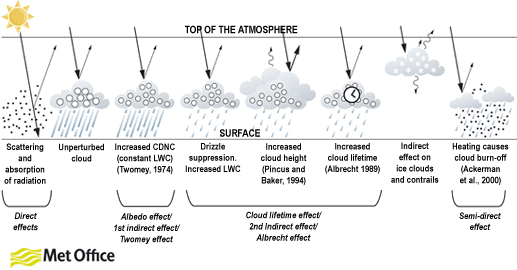 TOP OF THE ATMOSPHERE
SURFACE
Scattering
and
absorption
of radiation
Unperturbed
cloud
Increased CDNC
(constant LWC)
(Twomey, 1974)
Drizzle
suppression.
Increased LWC
Increased
cloud height
(Pincus and
Baker, 1994)
Increased
cloud lifetime
(Albrecht 1989)
Indirect
effect on
ice clouds
and contrails
Heating causes
cloud burn-off
(Ackerman
et al., 2000)
Direct
effects
Albedo effect/
1st indirect effect/
Twomey effect
Cloud lifetime effect/
2nd Indirect effect/
Albrecht effect
Semi-direct
effect
Met Office